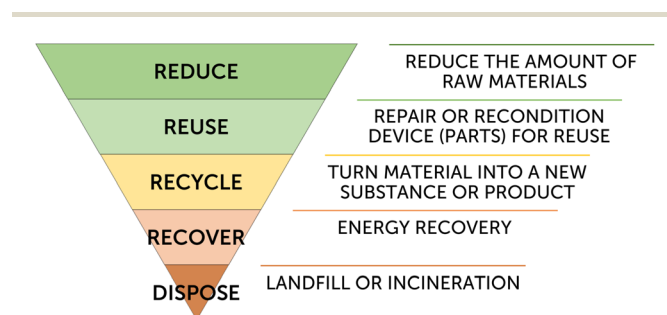 REDUCE
REDUCE THE AMOUNT OF
RAW MATERIALS
REUSE
REPAIR OR RECONDITION
DEVICE (PARTS) FOR REUSE
RECYCLE
TURN MATERIAL INTO A NEW
SUBSTANCE OR PRODUCT
RECOVER
ENERGY RECOVERY
DISPOSE
LANDFILL OR INCINERATION